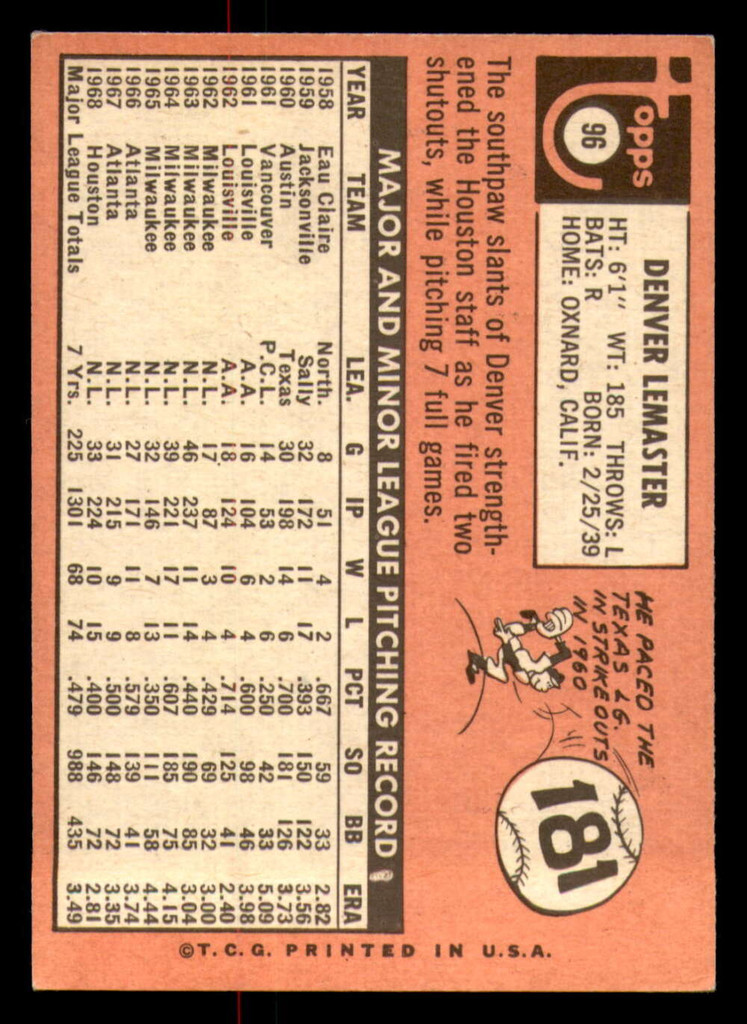 Topps
96
DENVER LEMASTER
HT: 6'1" WT: 185 THROWS: L
BATS: R BORN: 2/25/39
HOME: OXNARD, CALIF.
The southpaw slants of Denver strength-
ened the Houston staff as he fired two
shutouts, while pitching 7 full games.
HE PACED THE
TEXAS LG.
IN STRIKEOUTS
IN 1960
181
MAJOR AND MINOR LEAGUE PITCHING RECORD
YEAR TEAM LEA. G IP W L PCT SO BB ERA
1958 Eau Claire North. 8 51 4 2 .667 59 33 2.82
1959 Jacksonville Sally 32 172 11 17 .393 150 122 3.56
1960 Austin Texas 30 198 14 6 .700 181 126 3.73
1961 Vancouver P.C.L. 14 53 2 6 .250 42 33 5.09
1961 Louisville A.A. 16 104 6 4 .600 98 46 3.98
1962 Louisville A.A. 18 124 10 4 .714 125 41 2.40
1962 Milwaukee N.L. 17 87 3 4 .429 69 32 3.00
1963 Milwaukee N.L. 46 237 11 14 .440 190 85 3.04
1964 Milwaukee N.L. 39 221 17 11 .607 185 75 4.15
1965 Milwaukee N.L. 32 146 7 13 .350 111 58 4.44
1966 Atlanta N.L. 27 171 11 8 .579 139 41 3.74
1967 Atlanta N.L. 31 215 9 9 .500 148 72 3.35
1968 Houston N.L. 33 224 10 15 .400 146 72 2.81
Major League Totals 7 Yrs. 225 1301 68 74 .479 988 435 3.49
©T.C.G. PRINTED IN U.S.A.